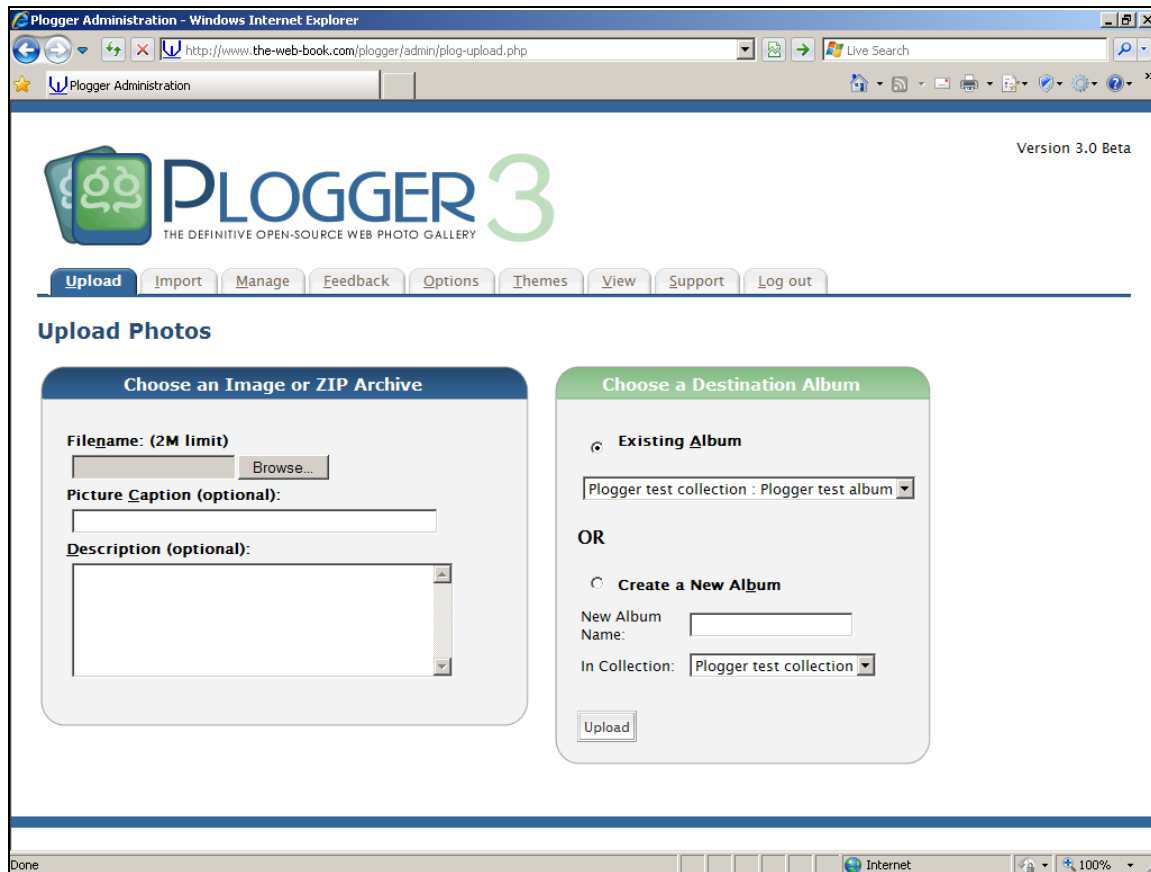 Plogger Administration - Windows Internet Explorer
http://www.the-web-book.com/plogger/admin/plog-upload.php
Live Search
Plogger Administration
Version 3.0 Beta
PLOGGER 3
THE DEFINITIVE OPEN-SOURCE WEB PHOTO GALLERY
Upload Import Manage Feedback Options Themes View Support Log out
Upload Photos
Choose an Image or ZIP Archive
Filename: (2M limit)
Browse...
Picture Caption (optional):
Description (optional):
Choose a Destination Album
Existing Album
Plogger test collection : Plogger test album
OR
Create a New Album
New Album
Name:
In Collection: Plogger test collection
Upload
Done Internet 100%